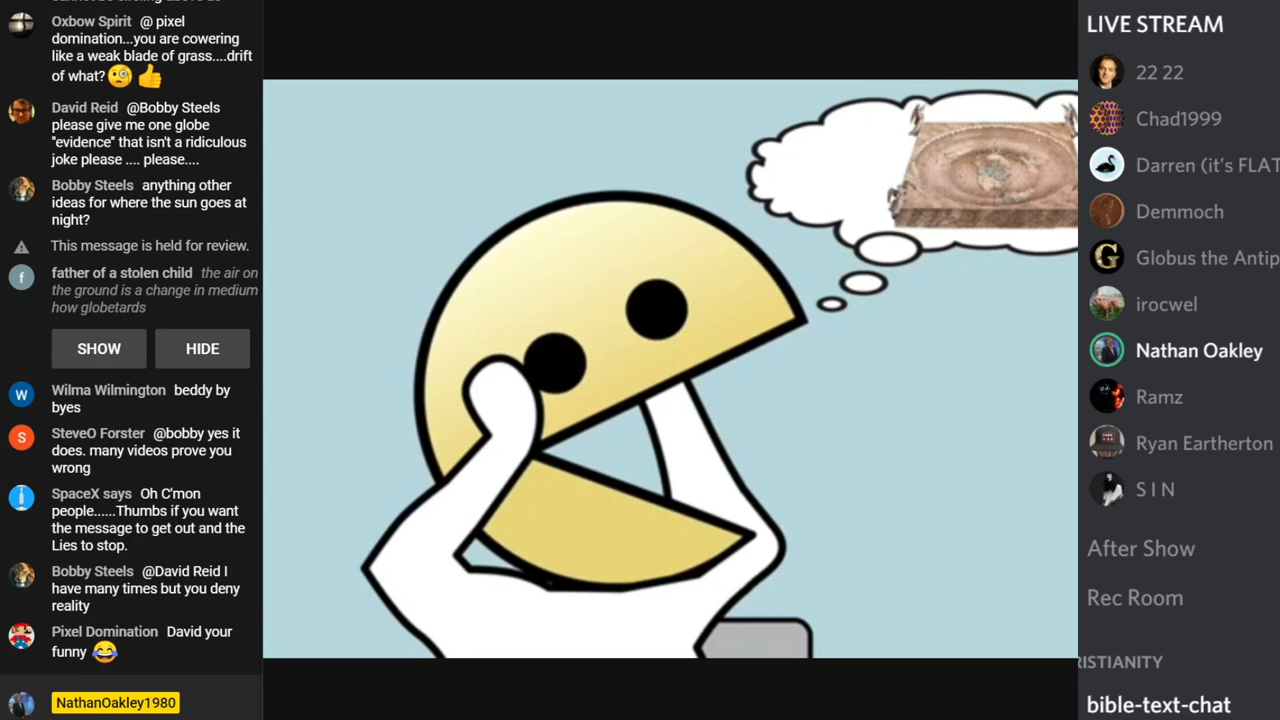 Oxbow Spirit @ pixel
domination...you are cowering
like a weak blade of grass....drift
of what?🧐👍
David Reid @Bobby Steels
please give me one globe
"evidence" that isn't a ridiculous
joke please .... please....
Bobby Steels anything other
ideas for where the sun goes at
night?
This message is held for review.
f
father of a stolen child the air on
the ground is a change in medium
how globetards
SHOW HIDE
W
Wilma Wilmington beddy by
byes
S
SteveO Forster @bobby yes it
does. many videos prove you
wrong
SpaceX says Oh C'mon
people......Thumbs if you want
the message to get out and the
Lies to stop.
Bobby Steels @David Reid I
have many times but you deny
reality
Pixel Domination David your
funny 😂
NathanOakley1980
LIVE STREAM
22 22
Chad1999
Darren (it's FLAT
Demmoch
G
Globus the Antip
irocwel
Nathan Oakley
Ramz
Ryan Eartherton
S I N
After Show
Rec Room
RISTIANITY
bible-text-chat